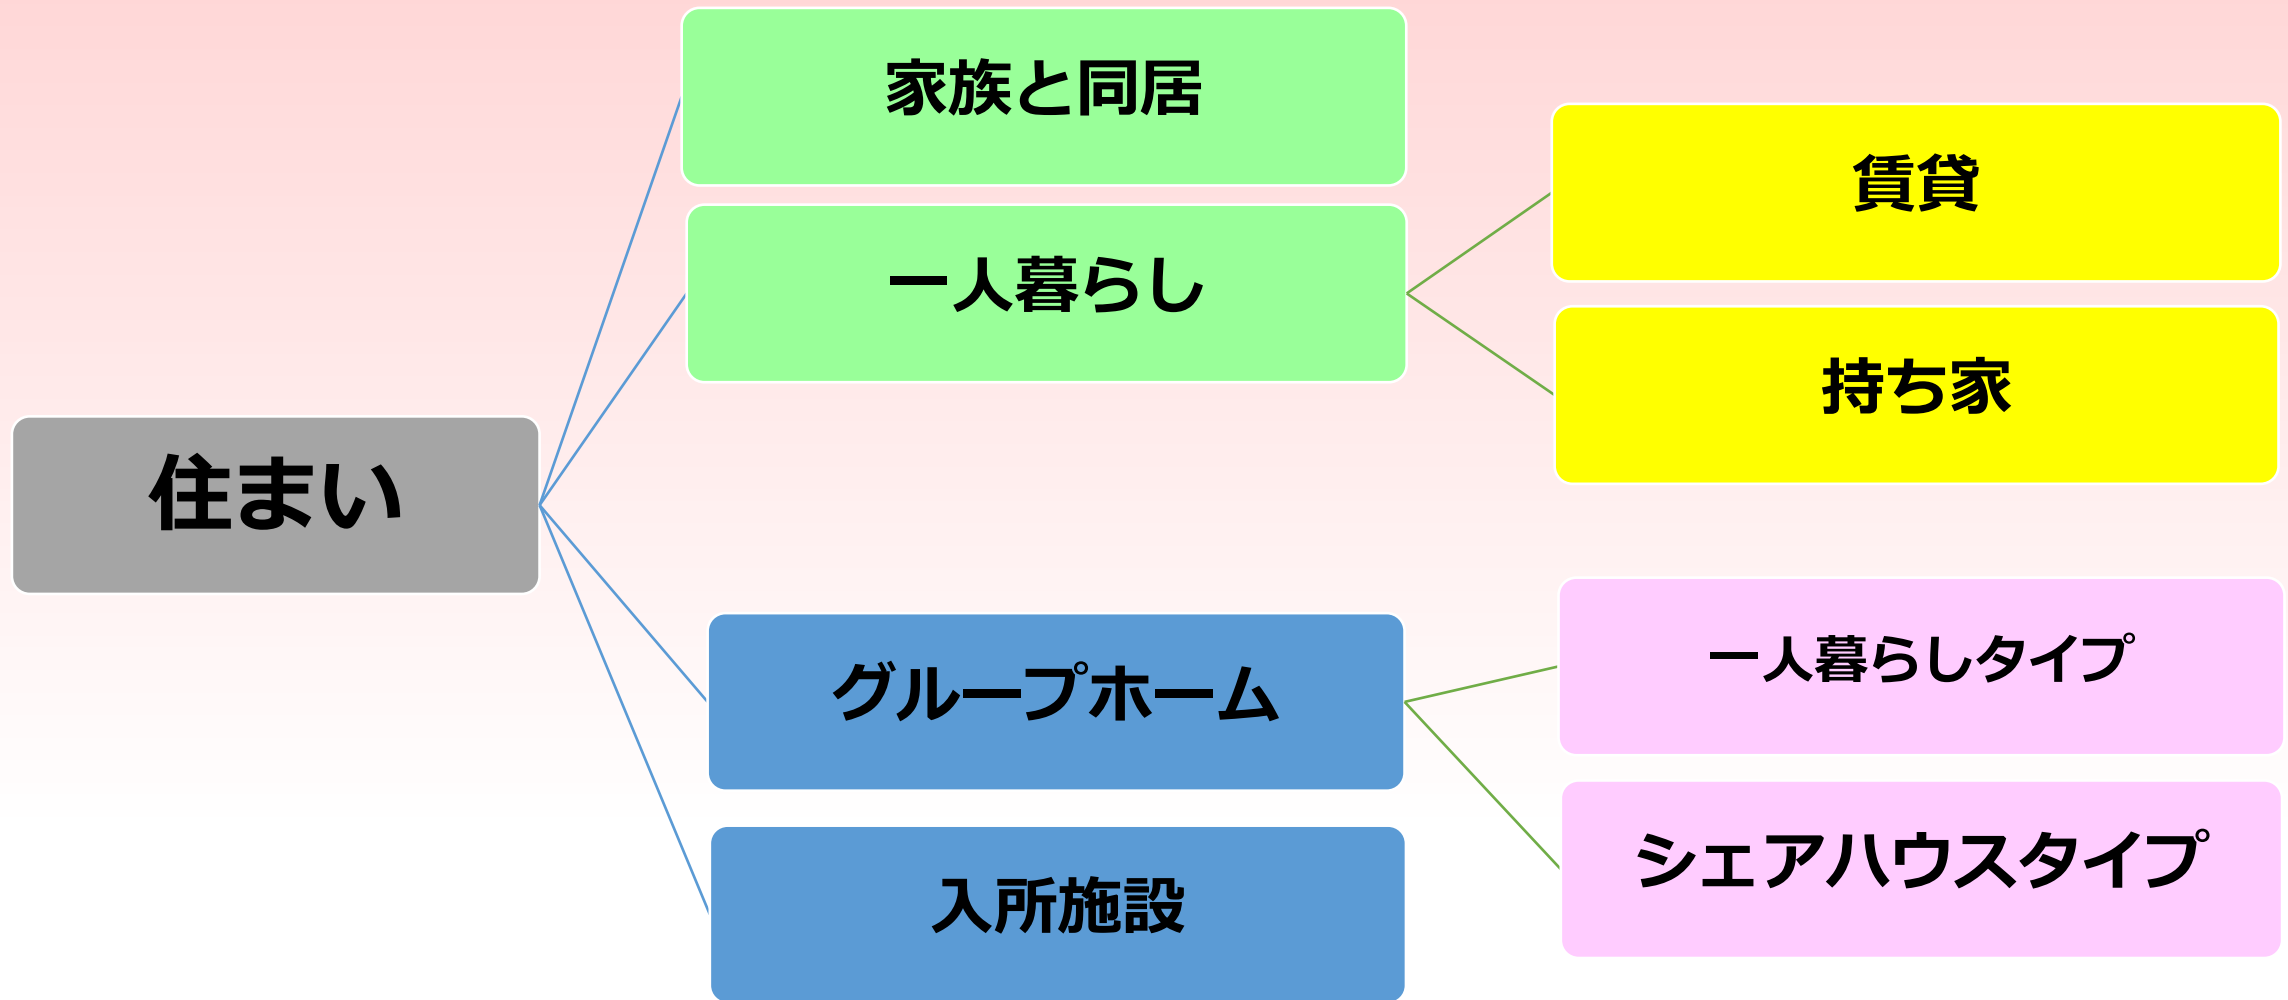 住まい
家族と同居
一人暮らし
賃貸
持ち家
グループホーム
一人暮らしタイプ
シェアハウスタイプ
入所施設